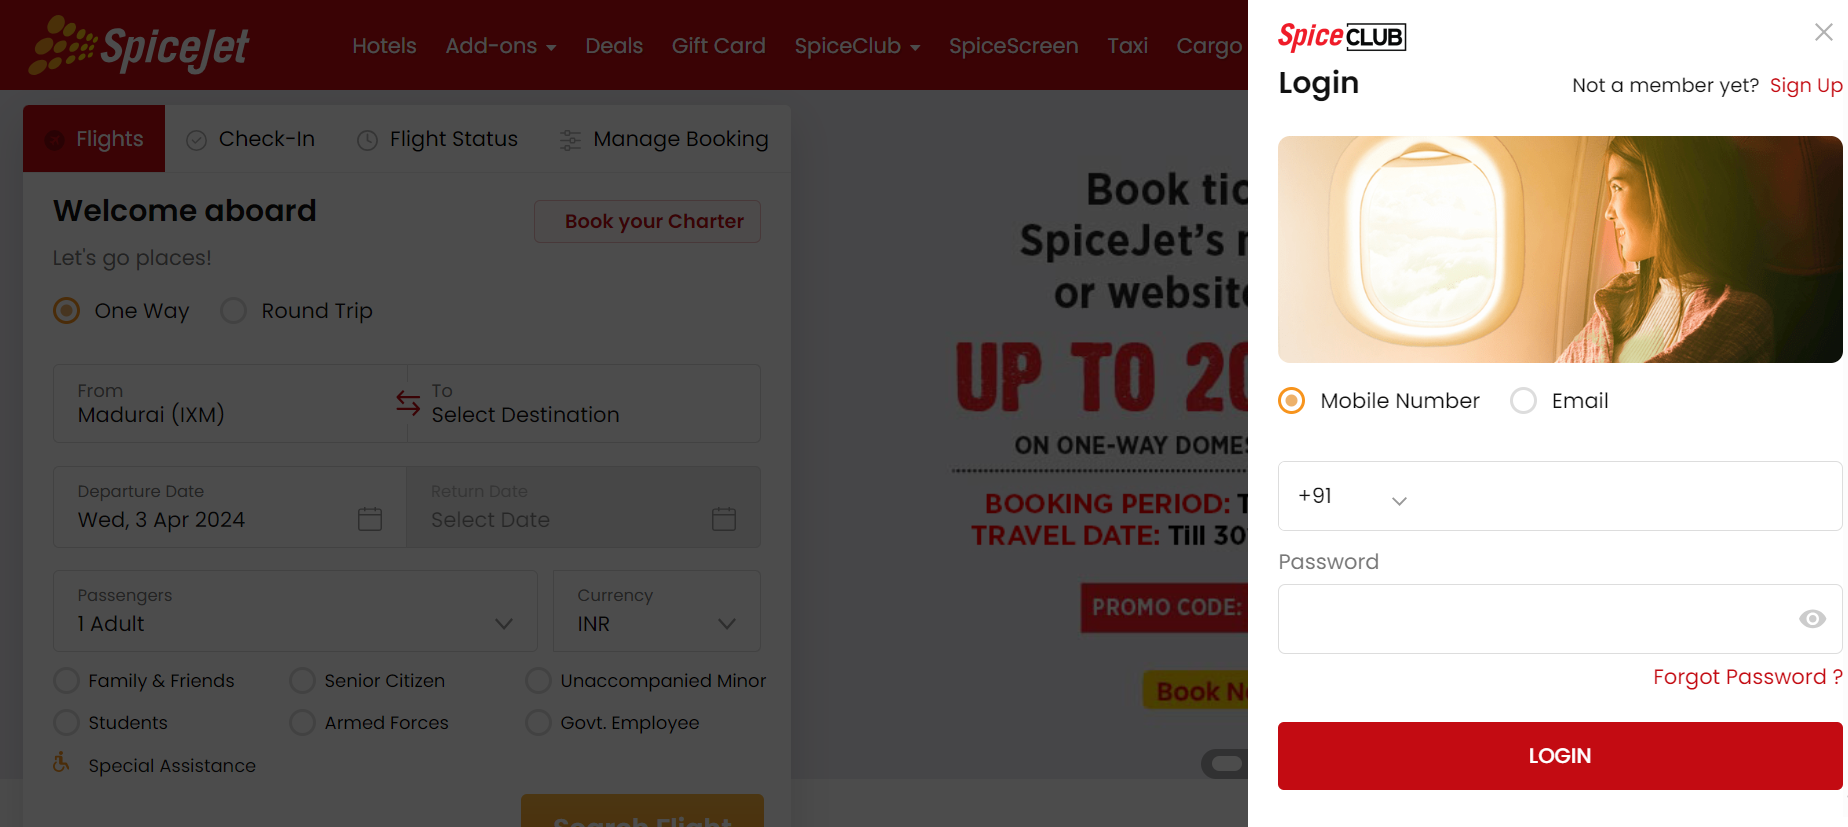 SpiceJet
Hotels Add-ons Deals Gift Card SpiceClub SpiceScreen Taxi Cargo
Flights Check-In Flight Status Manage Booking
Welcome aboard
Book your Charter
Let's go places!
One Way Round Trip
From
Madurai (IXM)
To
Select Destination
Departure Date
Wed, 3 Apr 2024
Return Date
Select Date
Passengers
1 Adult
Currency
INR
Family & Friends Senior Citizen Unaccompanied Minor
Students Armed Forces Govt. Employee
Special Assistance
Search Flight
Book tic
SpiceJet's
or website
UP TO 20
ON ONE-WAY DOMES
BOOKING PERIOD: T
TRAVEL DATE: Till 30
PROMO CODE:
Book N
SpiceCLUB
Login
Not a member yet? Sign Up
Mobile Number Email
+91
Password
Forgot Password ?
LOGIN